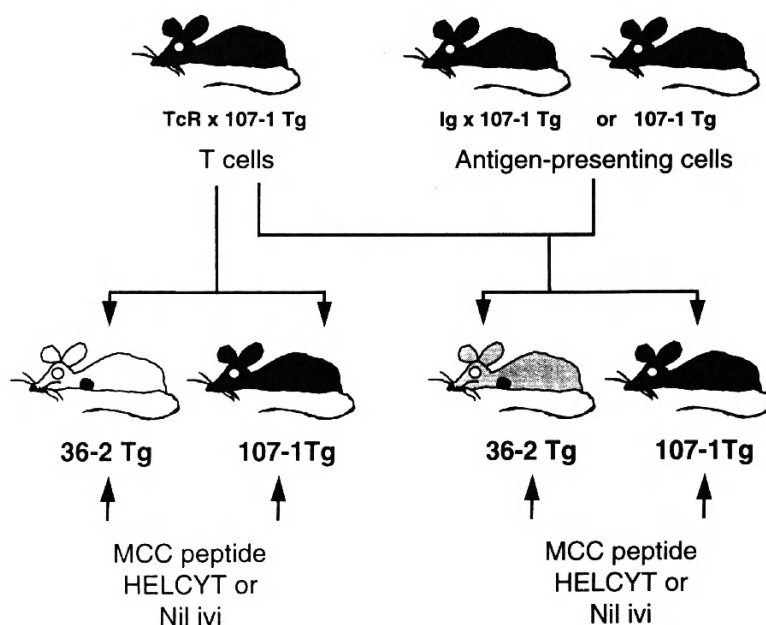 TcR x 107-1 Tg
Ig x 107-1 Tg or 107-1 Tg
T cells
Antigen-presenting cells
36-2 Tg
107-1Tg
36-2 Tg
107-1Tg
MCC peptide
HELCYT or
Nil ivi
MCC peptide
HELCYT or
Nil ivi